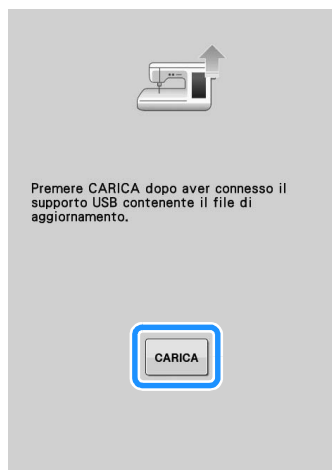 Premere CARICA dopo aver connesso il
supporto USB contenente il file di
aggiornamento.
CARICA